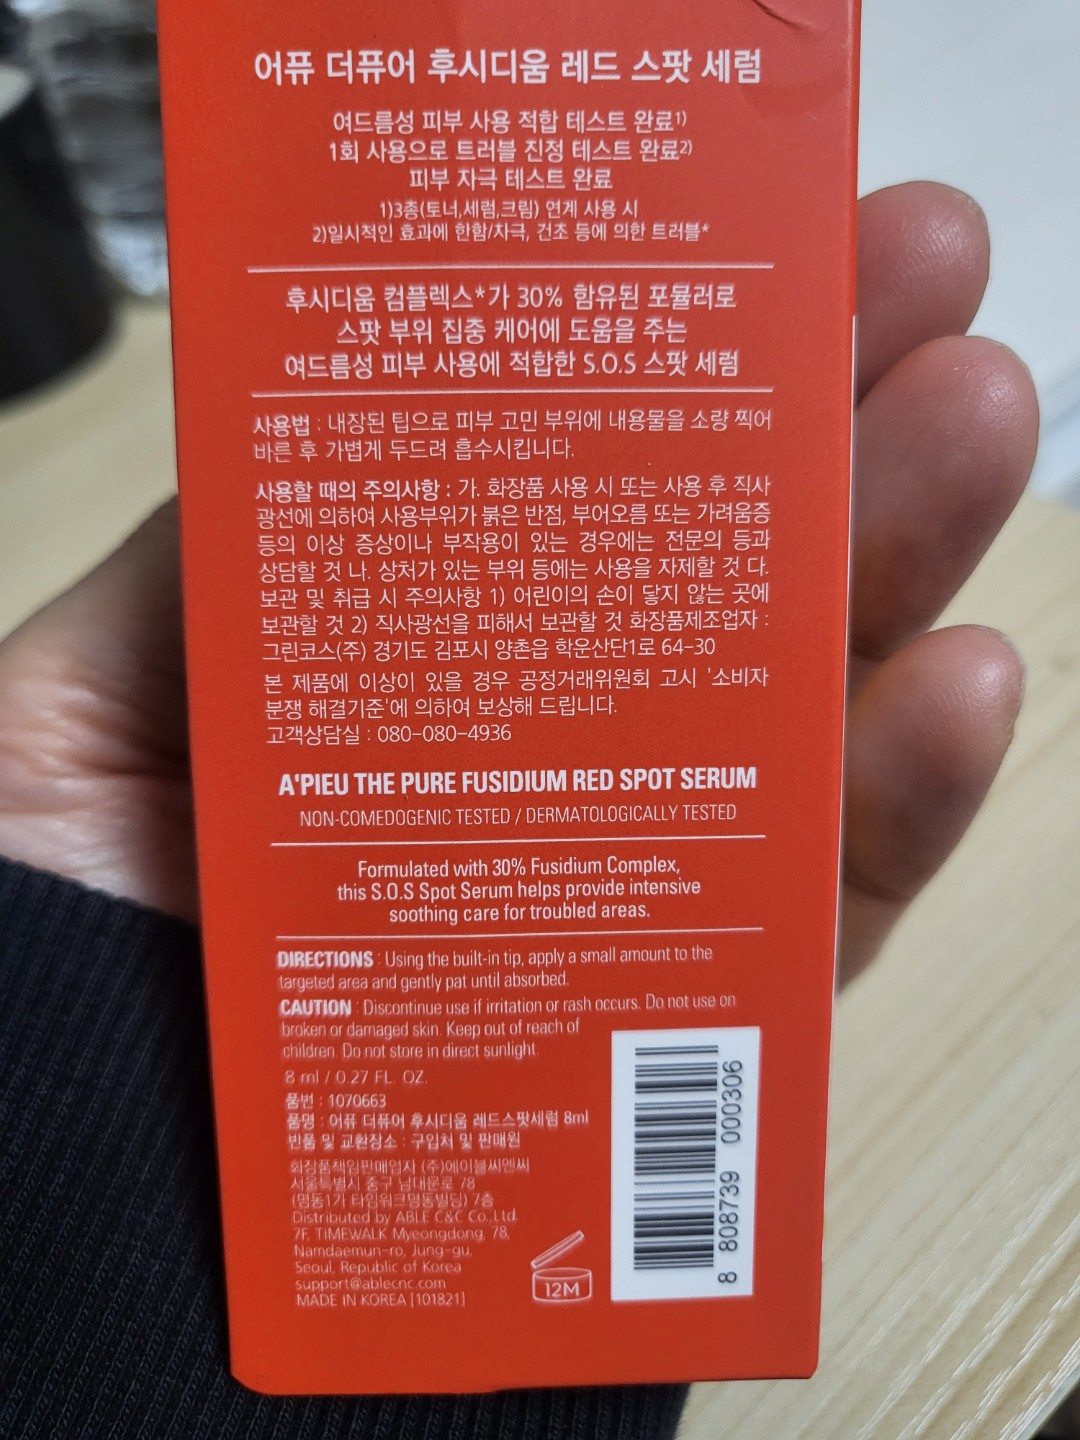 어퓨 더퓨어 후시디움 레드 스팟 세럼
여드름성 피부 사용 적합 테스트 완료1)
1회 사용으로 트러블 진정 테스트 완료2)
피부 자극 테스트 완료
1)3종(토너,세럼,크림) 연계 사용 시
2)일시적인 효과에 한함/자극, 건조 등에 의한 트러블*
후시디움 컴플렉스*가 30% 함유된 포뮬러로
스팟 부위 집중 케어에 도움을 주는
여드름성 피부 사용에 적합한 S.O.S 스팟 세럼
사용법 : 내장된 팁으로 피부 고민 부위에 내용물을 소량 찍어
바른 후 가볍게 두드려 흡수시킵니다.
사용할 때의 주의사항 : 가. 화장품 사용 시 또는 사용 후 직사
광선에 의하여 사용부위가 붉은 반점, 부어오름 또는 가려움증
등의 이상 증상이나 부작용이 있는 경우에는 전문의 등과
상담할 것 나. 상처가 있는 부위 등에는 사용을 자제할 것 다.
보관 및 취급 시 주의사항 1) 어린이의 손이 닿지 않는 곳에
보관할 것 2) 직사광선을 피해서 보관할 것 화장품제조업자 :
그린코스(주) 경기도 김포시 양촌읍 학운산단1로 64-30
본 제품에 이상이 있을 경우 공정거래위원회 고시 '소비자
분쟁 해결기준'에 의하여 보상해 드립니다.
고객상담실 : 080-080-4936
A'PIEU THE PURE FUSIDIUM RED SPOT SERUM
NON-COMEDOGENIC TESTED / DERMATOLOGICALLY TESTED
Formulated with 30% Fusidium Complex,
this S.O.S Spot Serum helps provide intensive
soothing care for troubled areas.
DIRECTIONS : Using the built-in tip, apply a small amount to the
targeted area and gently pat until absorbed.
CAUTION : Discontinue use if irritation or rash occurs. Do not use on
broken or damaged skin. Keep out of reach of
children. Do not store in direct sunlight.
8 ml / 0.27 FL. OZ.
품번 : 1070663
품명 : 어퓨 더퓨어 후시디움 레드스팟세럼 8ml
반품 및 교환장소 : 구입처 및 판매원
화장품책임판매업자 (주)에이블씨엔씨
서울특별시 중구 남대문로 78
(명동1가 타임워크명동빌딩) 7층
Distributed by ABLE C&C Co.,Ltd.
7F, TIMEWALK Myeongdong, 78,
Namdaemun-ro, Jung-gu,
Seoul, Republic of Korea
support@ablecnc.com
MADE IN KOREA [101821]
12M
8 808739 000306